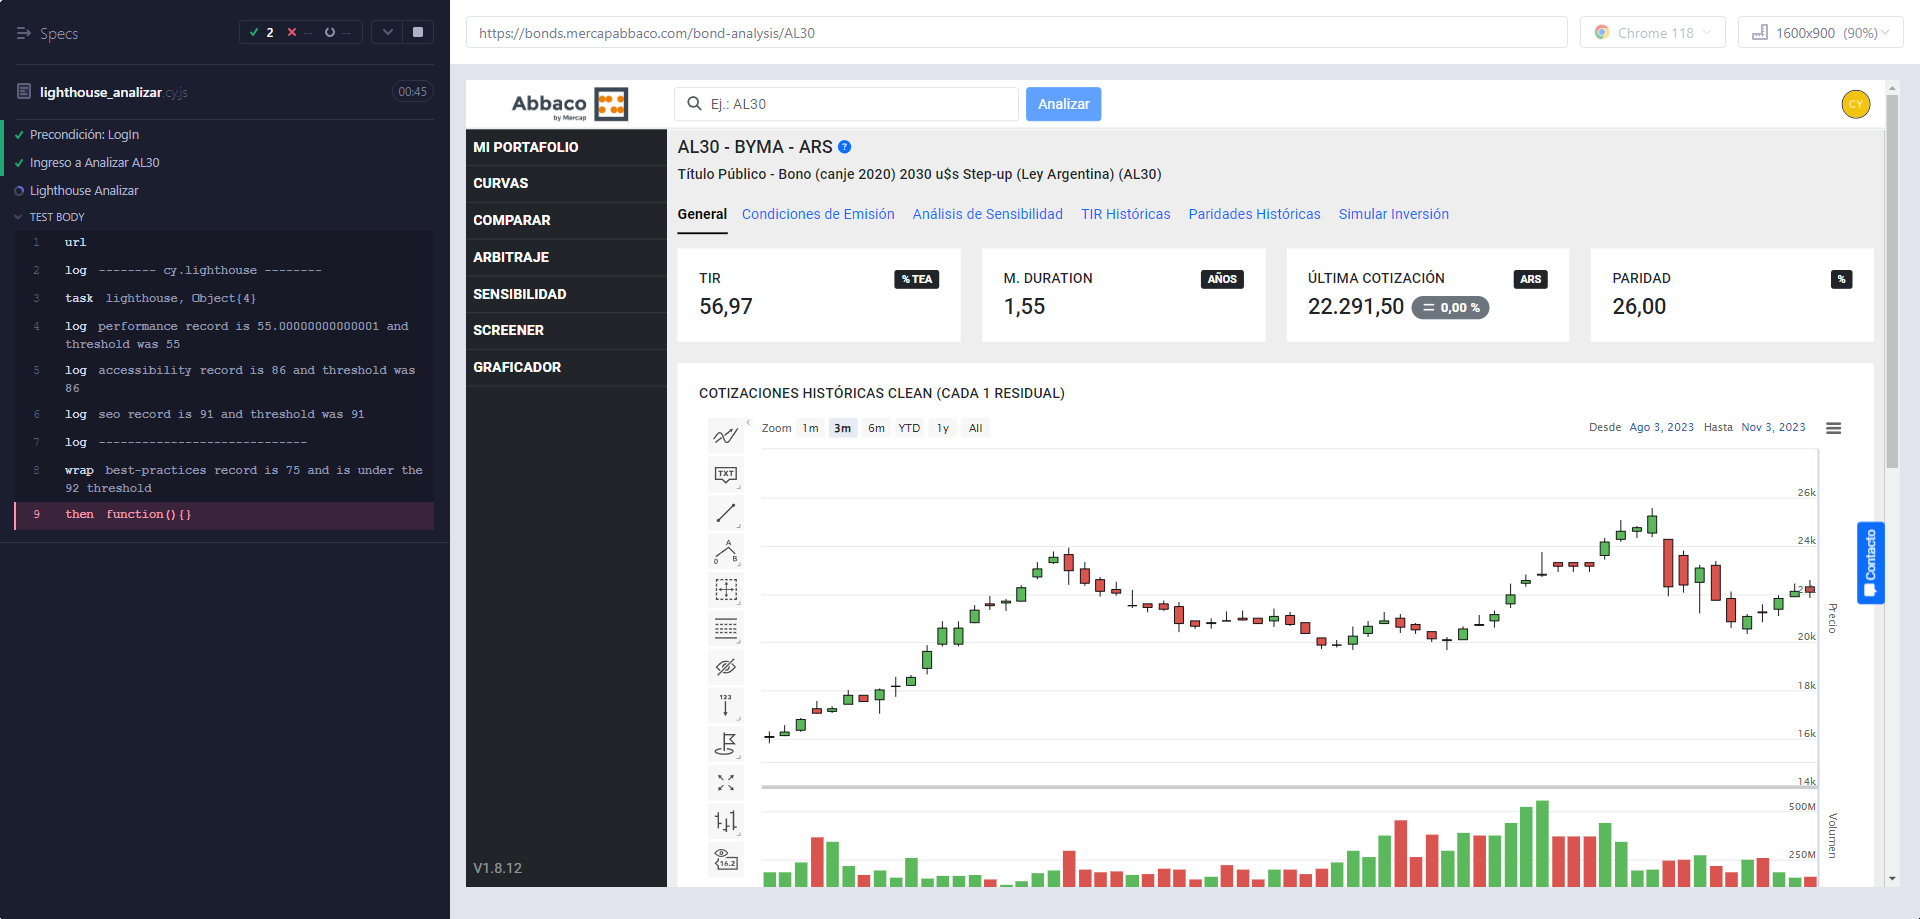 Specs
2
--
--
https://bonds.mercapabbaco.com/bond-analysis/AL30
Chrome 118
1600x900 (90%)
lighthouse_analizar.cy.js
00:45
Precondición: LogIn
Ingreso a Analizar AL30
Lighthouse Analizar
TEST BODY
1 url
2 log -------- cy.lighthouse --------
3 task lighthouse, Object{4}
4 log performance record is 55.00000000000001 and
threshold was 55
5 log accessibility record is 86 and threshold was
86
6 log seo record is 91 and threshold was 91
7 log -----------------------------
8 wrap best-practices record is 75 and is under the
92 threshold
9 then function(){}
Abbaco
by Mercap
Ej.: AL30
Analizar
CY
MI PORTAFOLIO
CURVAS
COMPARAR
ARBITRAJE
SENSIBILIDAD
SCREENER
GRAFICADOR
V1.8.12
AL30 - BYMA - ARS ?
Título Público - Bono (canje 2020) 2030 u$s Step-up (Ley Argentina) (AL30)
General Condiciones de Emisión Análisis de Sensibilidad TIR Históricas Paridades Históricas Simular Inversión
TIR % TEA
56,97
M. DURATION AÑOS
1,55
ÚLTIMA COTIZACIÓN ARS
22.291,50 = 0,00 %
PARIDAD %
26,00
COTIZACIONES HISTÓRICAS CLEAN (CADA 1 RESIDUAL)
Zoom 1m 3m 6m YTD 1y All
Desde Ago 3, 2023 Hasta Nov 3, 2023
TXT
A
0 B
123
16.2
26k
24k
22k
20k
18k
16k
14k
Precio
500M
250M
Volumen
Contacto